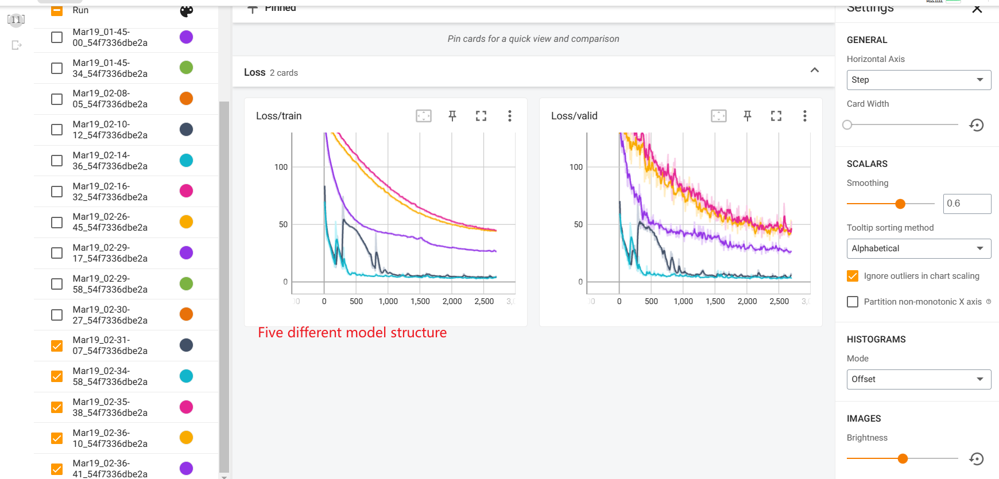 [11]
Run
Mar19_01-45-
00_54f7336dbe2a
Mar19_01-45-
34_54f7336dbe2a
Mar19_02-08-
05_54f7336dbe2a
Mar19_02-10-
12_54f7336dbe2a
Mar19_02-14-
36_54f7336dbe2a
Mar19_02-16-
32_54f7336dbe2a
Mar19_02-26-
45_54f7336dbe2a
Mar19_02-29-
17_54f7336dbe2a
Mar19_02-29-
58_54f7336dbe2a
Mar19_02-30-
27_54f7336dbe2a
Mar19_02-31-
07_54f7336dbe2a
Mar19_02-34-
58_54f7336dbe2a
Mar19_02-35-
38_54f7336dbe2a
Mar19_02-36-
10_54f7336dbe2a
Mar19_02-36-
41_54f7336dbe2a
Pinned
Pin cards for a quick view and comparison
Loss 2 cards
Loss/train
100
50
0
0 500 1,000 1,500 2,000 2,500
Loss/valid
100
50
0
0 500 1,000 1,500 2,000 2,500
Five different model structure
Settings
GENERAL
Horizontal Axis
Step
Card Width
SCALARS
Smoothing
0.6
Tooltip sorting method
Alphabetical
Ignore outliers in chart scaling
Partition non-monotonic X axis
HISTOGRAMS
Mode
Offset
IMAGES
Brightness